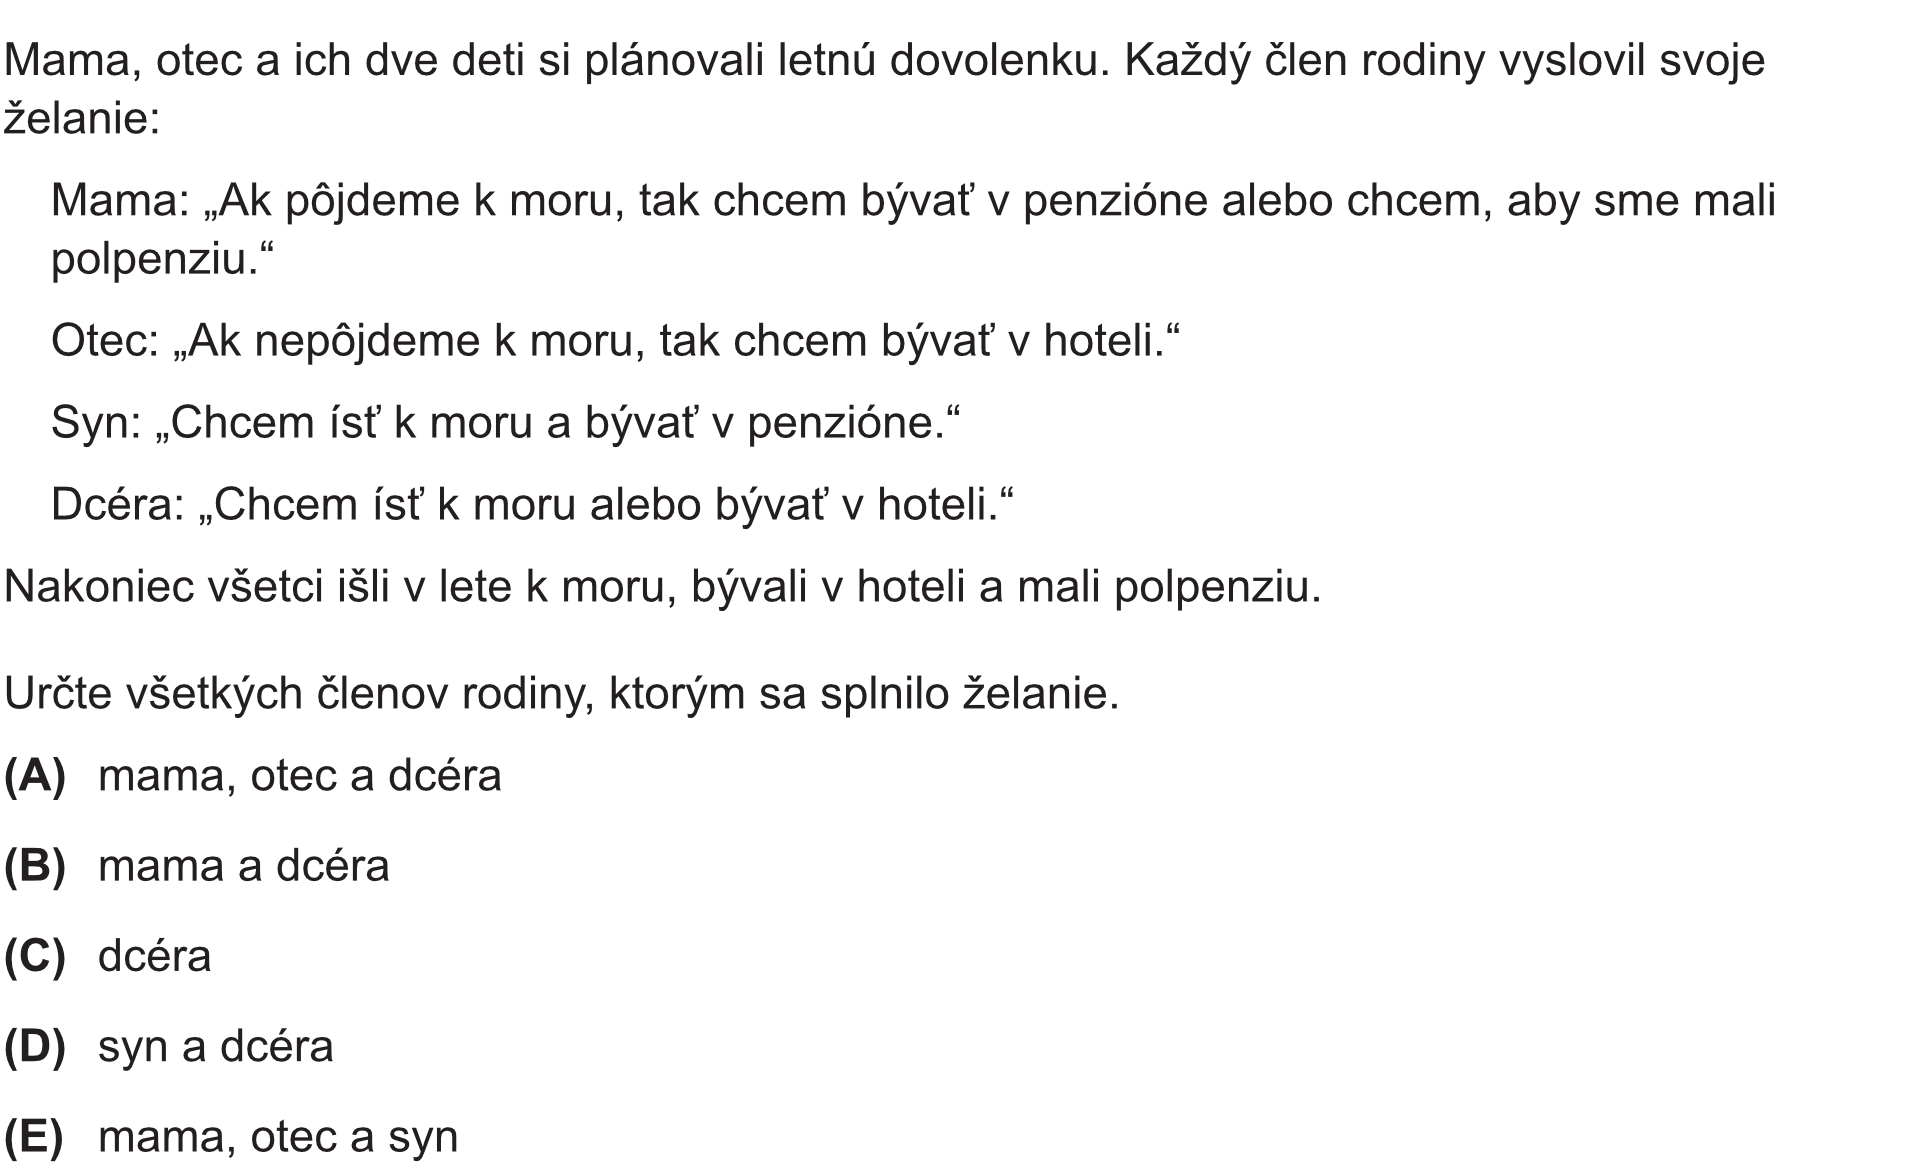 Mama, otec a ich dve deti si plánovali letnú dovolenku. Každý člen rodiny vyslovil svoje
želanie:
Mama: „Ak pôjdeme k moru, tak chcem bývať v penzióne alebo chcem, aby sme mali
polpenziu.“
Otec: „Ak nepôjdeme k moru, tak chcem bývať v hoteli.“
Syn: „Chcem ísť k moru a bývať v penzióne.“
Dcéra: „Chcem ísť k moru alebo bývať v hoteli.“
Nakoniec všetci išli v lete k moru, bývali v hoteli a mali polpenziu.
Určte všetkých členov rodiny, ktorým sa splnilo želanie.
(A) mama, otec a dcéra
(B) mama a dcéra
(C) dcéra
(D) syn a dcéra
(E) mama, otec a syn